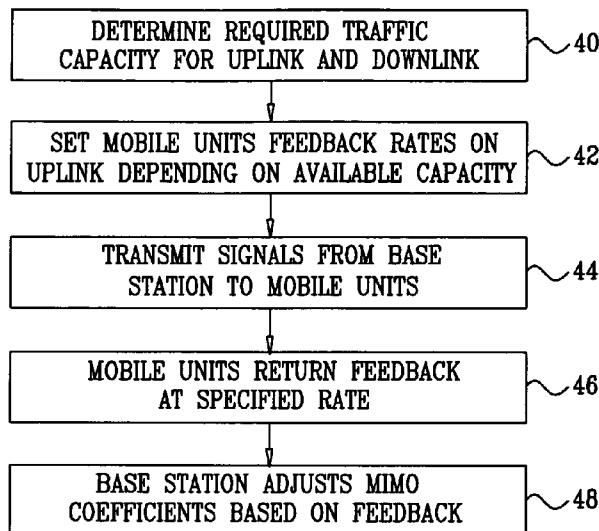 DETERMINE REQUIRED TRAFFIC
CAPACITY FOR UPLINK AND DOWNLINK
40
SET MOBILE UNITS FEEDBACK RATES ON
UPLINK DEPENDING ON AVAILABLE CAPACITY
42
TRANSMIT SIGNALS FROM BASE
STATION TO MOBILE UNITS
44
MOBILE UNITS RETURN FEEDBACK
AT SPECIFIED RATE
46
BASE STATION ADJUSTS MIMO
COEFFICIENTS BASED ON FEEDBACK
48